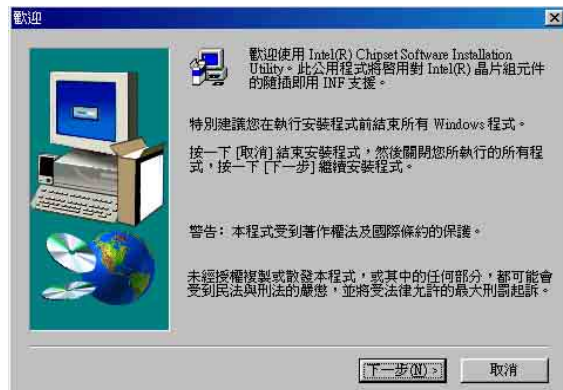 歡迎
歡迎使用 Intel(R) Chipset Software Installation
Utility。此公用程式將啓用對 Intel(R) 晶片組元件
的隨插即用 INF 支援。
特別建議您在執行安裝程式前結束所有 Windows 程式。
按一下 [取消] 結束安裝程式，然後關閉您所執行的所有程
式，按一下 [下一步] 繼續安裝程式。
警告: 本程式受到著作權法及國際條約的保護。
未經授權複製或散發本程式，或其中的任何部分，都可能會
受到民法與刑法的嚴懲，並將受法律允許的最大刑罰起訴。
下一步(N) >
取消